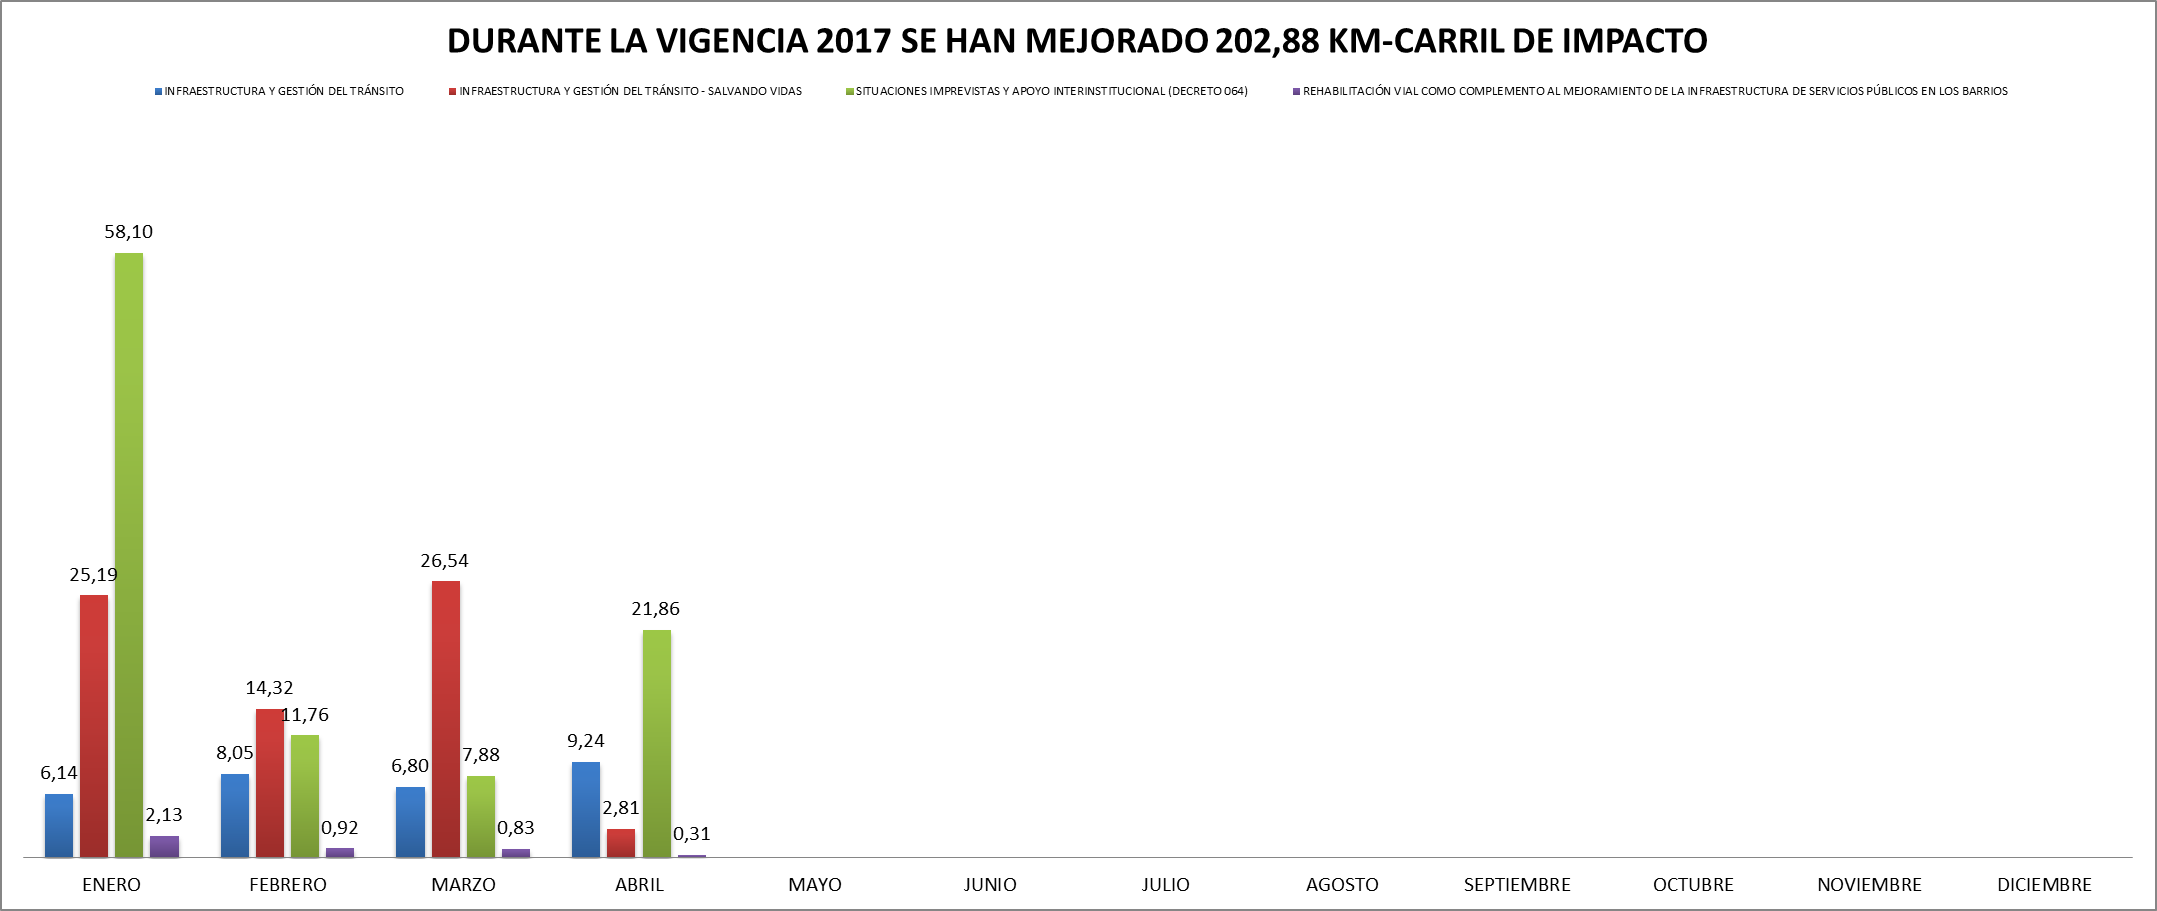 DURANTE LA VIGENCIA 2017 SE HAN MEJORADO 202,88 KM-CARRIL DE IMPACTO
INFRAESTRUCTURA Y GESTIÓN DEL TRÁNSITO
INFRAESTRUCTURA Y GESTIÓN DEL TRÁNSITO - SALVANDO VIDAS
SITUACIONES IMPREVISTAS Y APOYO INTERINSTITUCIONAL (DECRETO 064)
REHABILITACIÓN VIAL COMO COMPLEMENTO AL MEJORAMIENTO DE LA INFRAESTRUCTURA DE SERVICIOS PÚBLICOS EN LOS BARRIOS
6,14
25,19
58,10
2,13
8,05
14,32
11,76
0,92
6,80
26,54
7,88
0,83
9,24
2,81
21,86
0,31
ENERO
FEBRERO
MARZO
ABRIL
MAYO
JUNIO
JULIO
AGOSTO
SEPTIEMBRE
OCTUBRE
NOVIEMBRE
DICIEMBRE